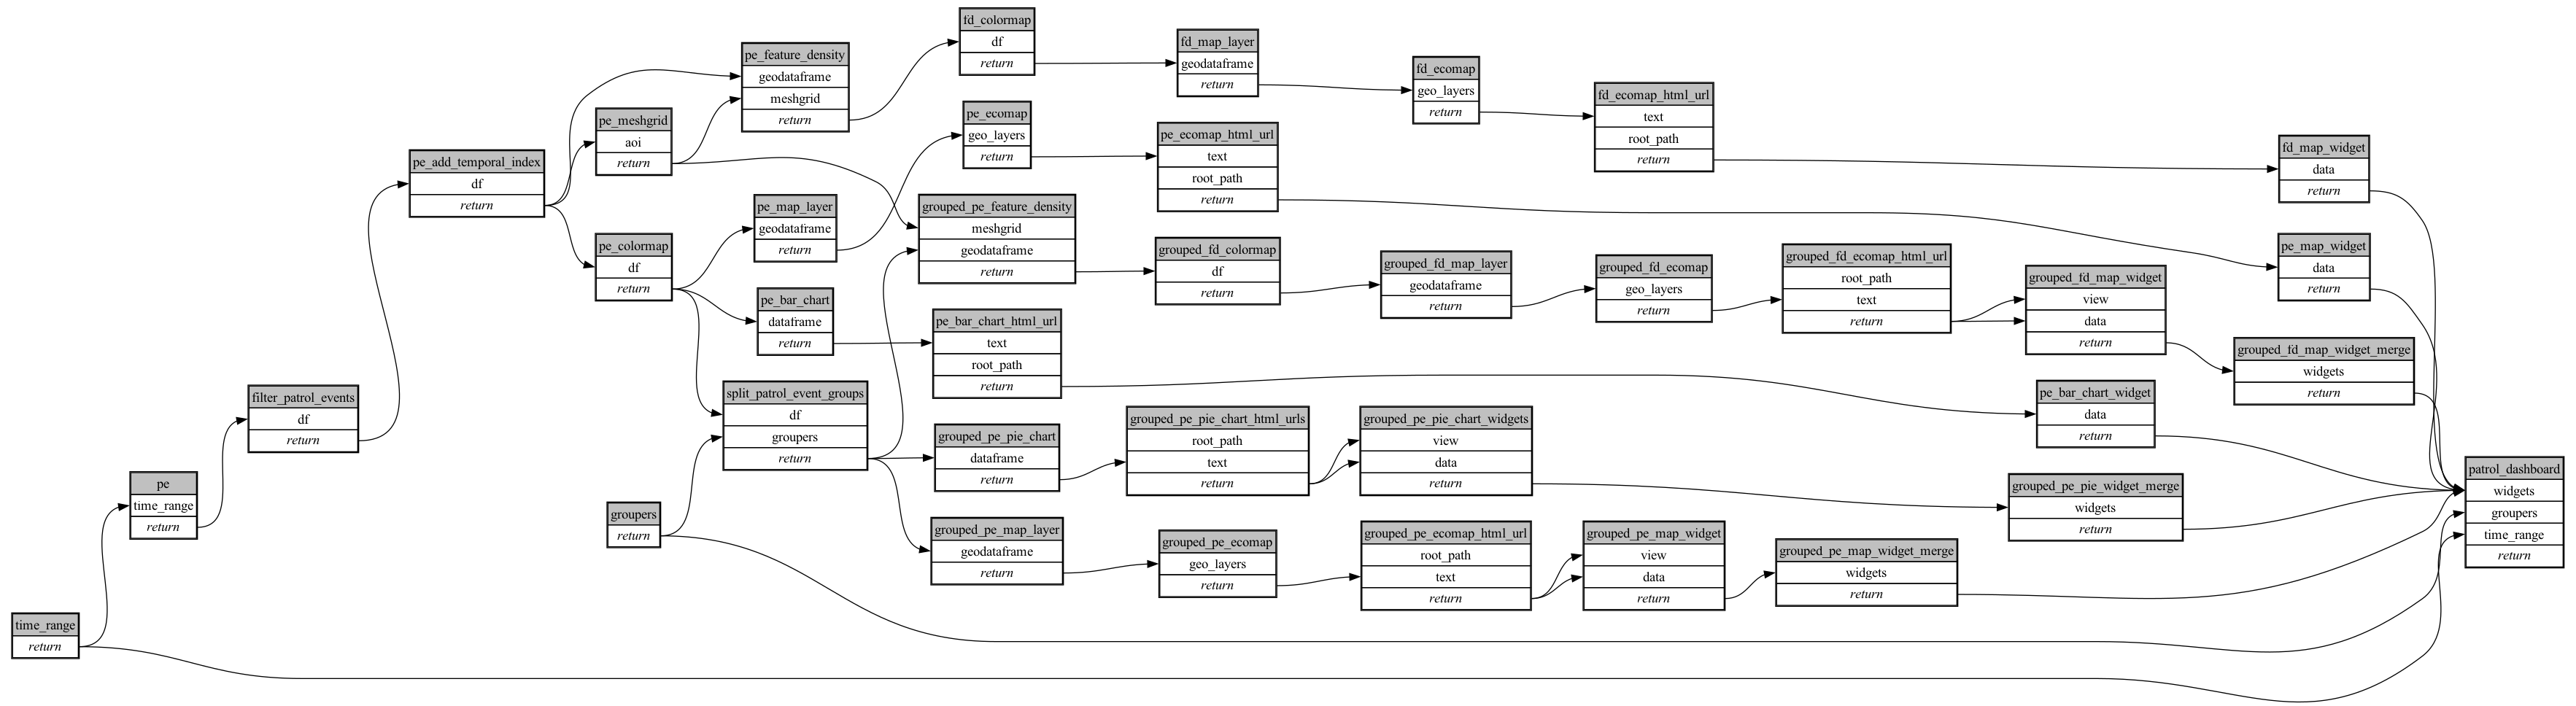 fd_colormap
df
return
fd_map_layer
geodataframe
return
pe_feature_density
geodataframe
meshgrid
return
fd_ecomap
geo_layers
return
fd_ecomap_html_url
text
root_path
return
pe_meshgrid
aoi
return
pe_ecomap
geo_layers
return
pe_ecomap_html_url
text
root_path
return
fd_map_widget
data
return
pe_add_temporal_index
df
return
pe_map_layer
geodataframe
return
grouped_pe_feature_density
meshgrid
geodataframe
return
pe_colormap
df
return
grouped_fd_colormap
df
return
grouped_fd_map_layer
geodataframe
return
grouped_fd_ecomap
geo_layers
return
grouped_fd_ecomap_html_url
root_path
text
return
pe_map_widget
data
return
grouped_fd_map_widget
view
data
return
pe_bar_chart
dataframe
return
pe_bar_chart_html_url
text
root_path
return
grouped_fd_map_widget_merge
widgets
return
filter_patrol_events
df
return
split_patrol_event_groups
df
groupers
return
pe_bar_chart_widget
data
return
grouped_pe_pie_chart
dataframe
return
grouped_pe_pie_chart_html_urls
root_path
text
return
grouped_pe_pie_chart_widgets
view
data
return
pe
time_range
return
grouped_pe_pie_widget_merge
widgets
return
patrol_dashboard
widgets
groupers
time_range
return
groupers
return
grouped_pe_map_layer
geodataframe
return
grouped_pe_ecomap
geo_layers
return
grouped_pe_ecomap_html_url
root_path
text
return
grouped_pe_map_widget
view
data
return
grouped_pe_map_widget_merge
widgets
return
time_range
return